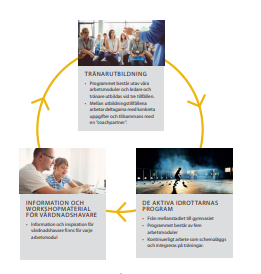 TRÄNARUTBILDNING
• Programmet består utav våra
arbetsmoduler och ledare och
tränare utbildas vid tre tillfällen.
• Mellan utbildningstillfällena
arbetar deltagarna med konkreta
uppgifter och tillsammans med
en "coachpartner".
INFORMATION OCH
WORKSHOPMATERIAL
FÖR VÅRDNADSHAVARE
• Information och inspiration för
vårdnadshavare finns för varje
arbetsmodul.
DE AKTIVA IDROTTARNAS
PROGRAM
• Från mellanstadiet till gymnasiet
• Programmet består av fem
arbetsmoduler
• Kontinuerligt arbete som schemaläggs
och integreras på träningar.